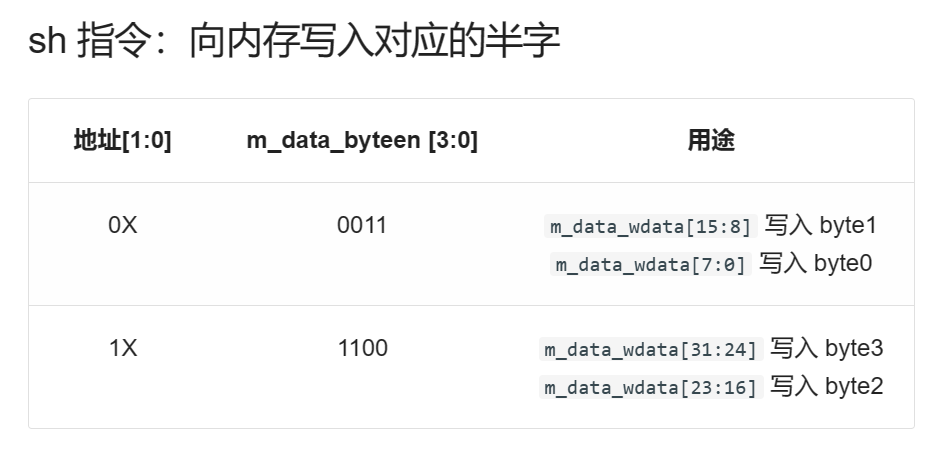 sh 指令：向内存写入对应的半字
地址[1:0] m_data_byteen [3:0] 用途
0X 0011 m_data_wdata[15:8] 写入 byte1
m_data_wdata[7:0] 写入 byte0
1X 1100 m_data_wdata[31:24] 写入 byte3
m_data_wdata[23:16] 写入 byte2